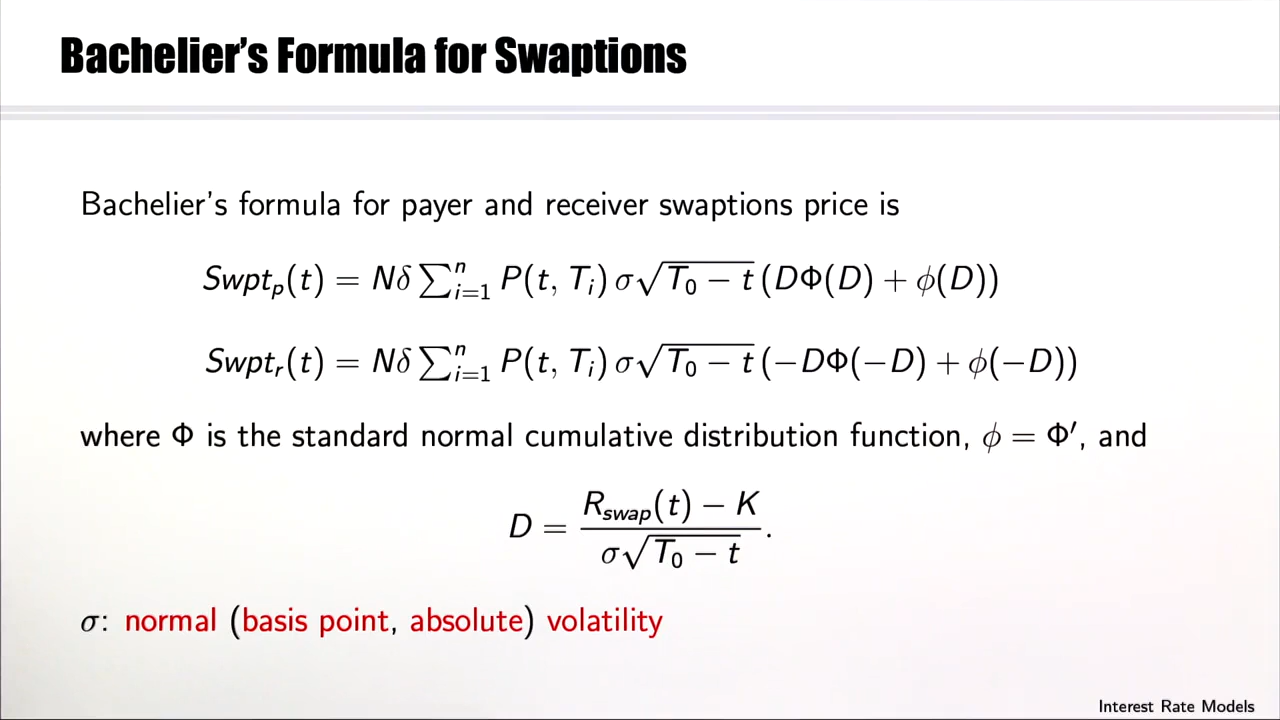 Bachelier's Formula for Swaptions
Bachelier's formula for payer and receiver swaptions price is
Swpt_p(t) = Nδ ∑_{i=1}^{n} P(t, T_i) σ√(T_0 − t) (DΦ(D) + ϕ(D))
Swpt_r(t) = Nδ ∑_{i=1}^{n} P(t, T_i) σ√(T_0 − t) (−DΦ(−D) + ϕ(−D))
where Φ is the standard normal cumulative distribution function, ϕ = Φ′, and
D = (R_swap(t) − K) / (σ√(T_0 − t)).
σ: normal (basis point, absolute) volatility
Interest Rate Models